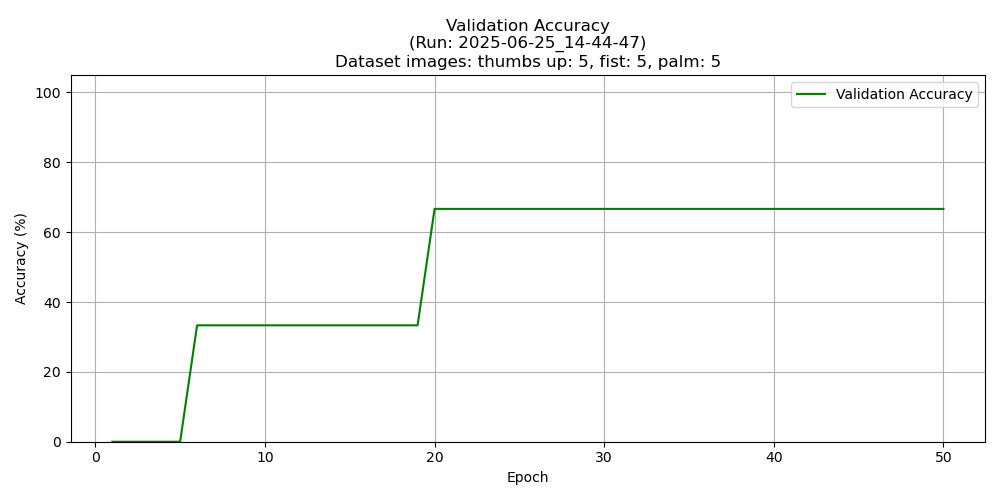 Validation Accuracy
(Run: 2025-06-25_14-44-47)
Dataset images: thumbs up: 5, fist: 5, palm: 5
Validation Accuracy
100
80
60
40
20
0
Accuracy (%)
0 10 20 30 40 50
Epoch